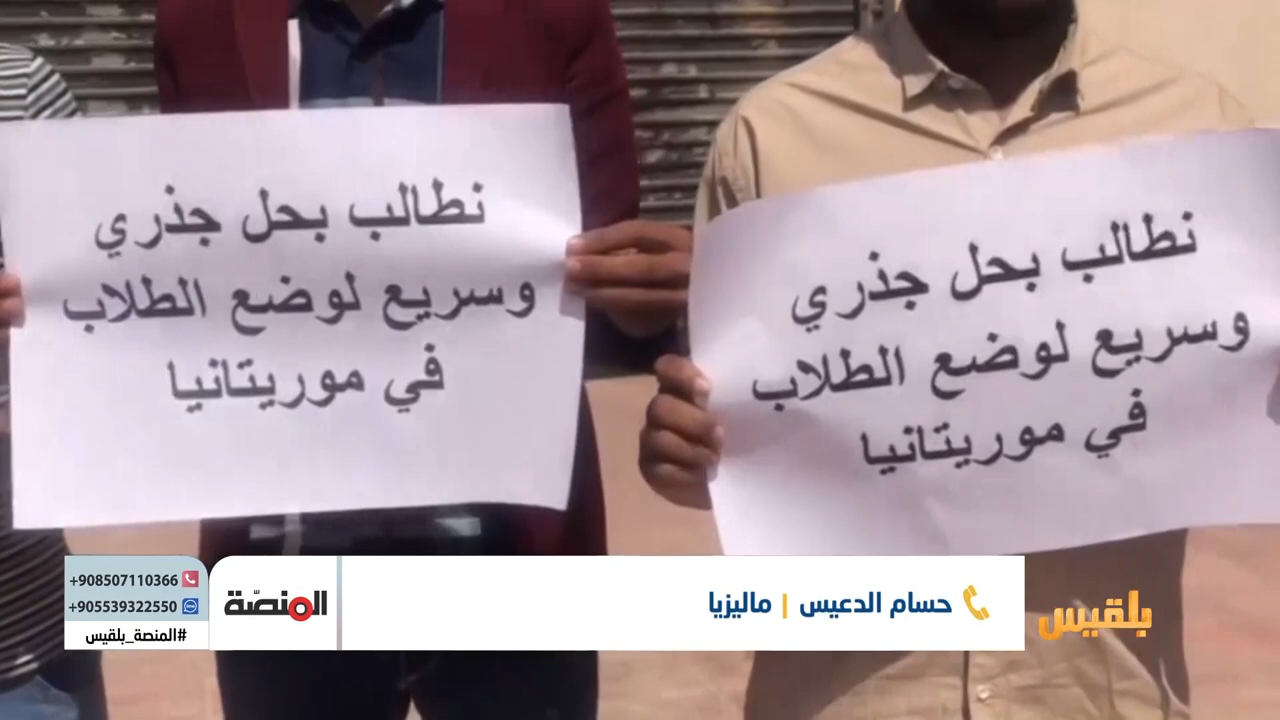 نطالب بحل جذري
وسريع لوضع الطلاب
في موريتانيا
نطالب بحل جذري
وسريع لوضع الطلاب
في موريتانيا
حسام الدعيس | ماليزيا
المنصّة
+908507110366
+905539322550
#المنصة_بلقيس
بلقيس